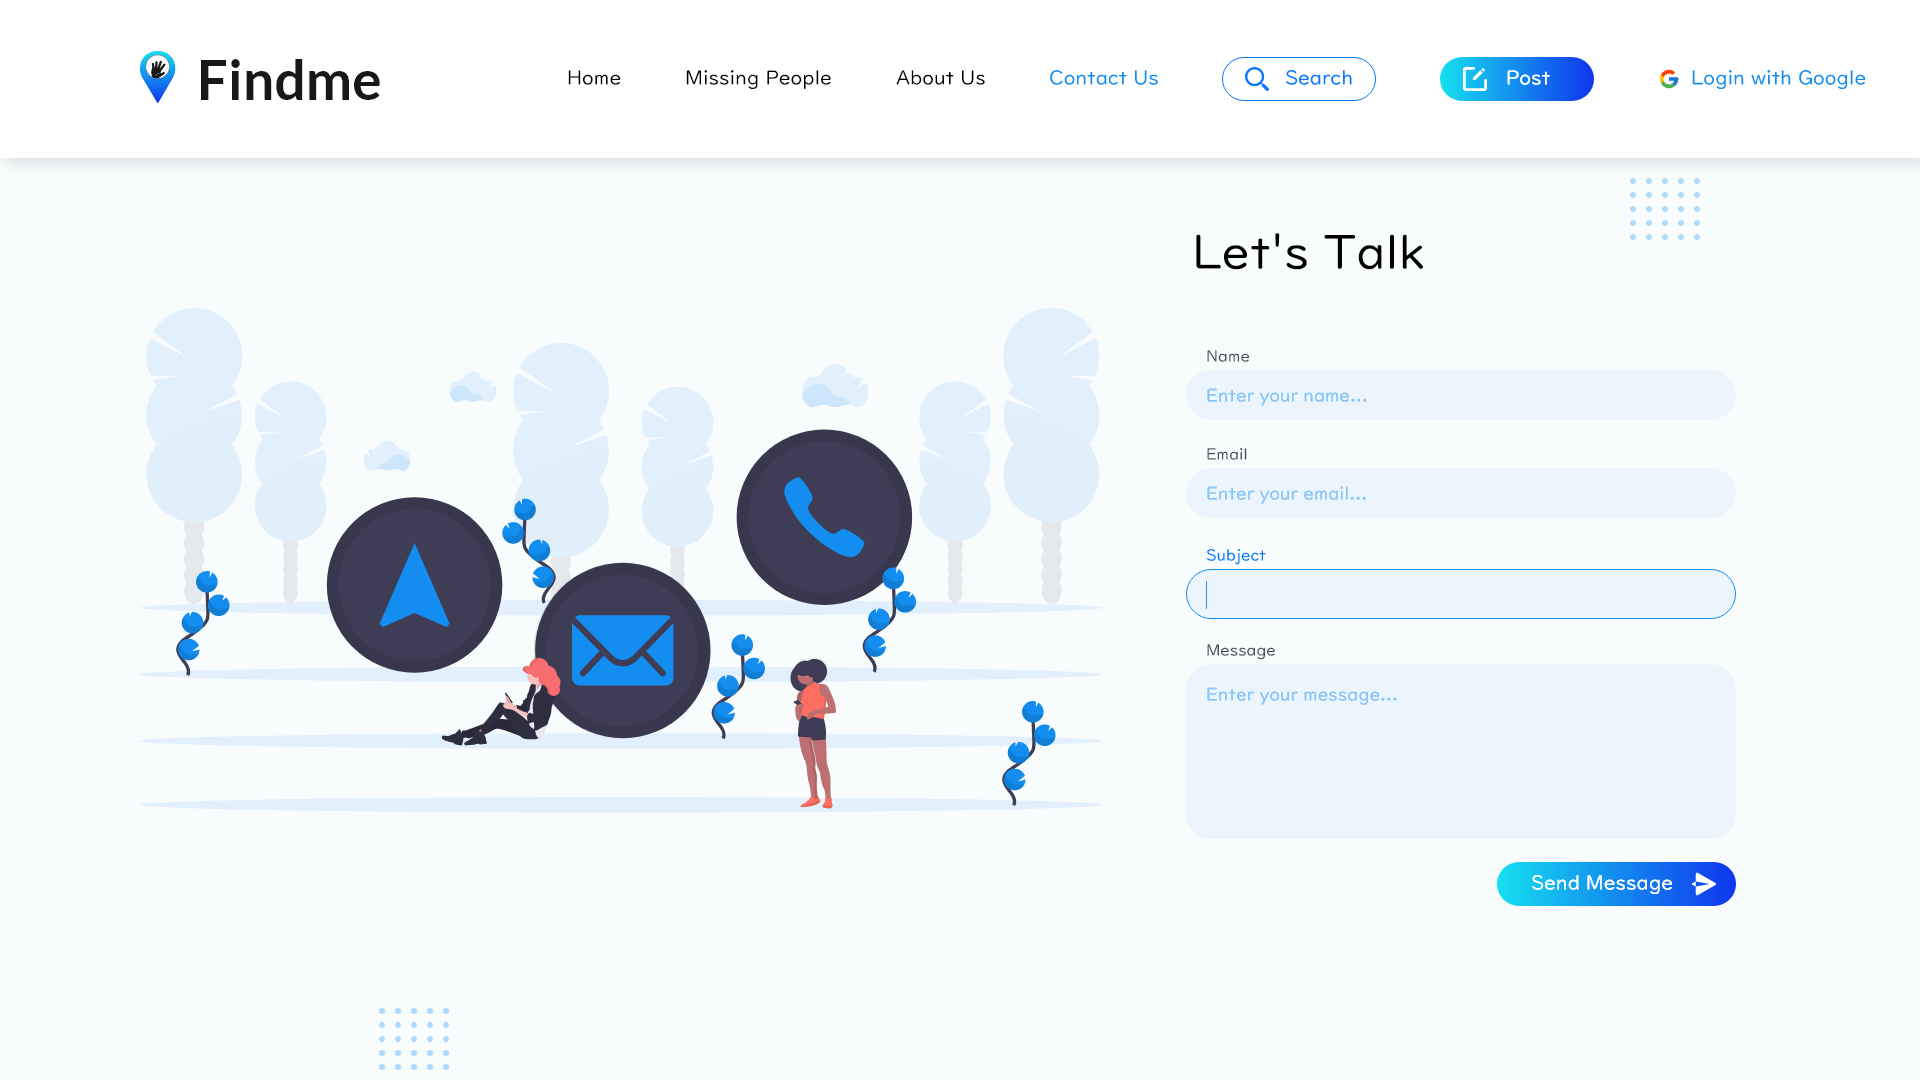 Findme
Home
Missing People
About Us
Contact Us
Search
Post
Login with Google
Let's Talk
Name
Enter your name...
Email
Enter your email...
Subject
Message
Enter your message...
Send Message